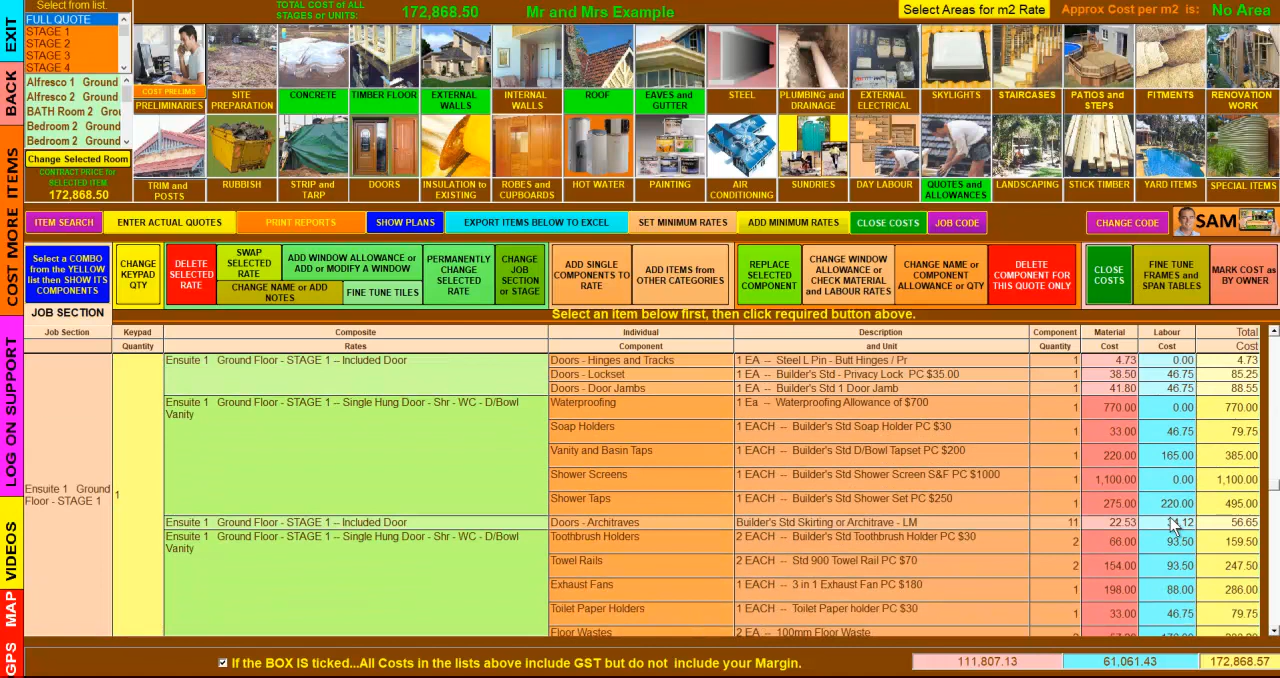 Select from list.
TOTAL COST of ALL
STAGES or UNITS:
172,868.50
Mr and Mrs Example
Select Areas for m2 Rate
Approx Cost per m2 is:
No Area
EXIT
BACK
COST MORE ITEMS
LOG ON SUPPORT
VIDEOS
GPS MAP
FULL QUOTE
STAGE 1
STAGE 2
STAGE 3
STAGE 4
Alfresco 1 Ground
Alfresco 2 Ground
BATH Room 2 Grou
Bedroom 2 Ground
Bedroom 2 Ground
Change Selected Room
CONTRACT PRICE for
SELECTED ITEM
172,868.50
COST PRELIMS
PRELIMINARIES
SITE
PREPARATION
CONCRETE
TIMBER FLOOR
EXTERNAL
WALLS
INTERNAL
WALLS
ROOF
EAVES and
GUTTER
STEEL
PLUMBING and
DRAINAGE
EXTERNAL
ELECTRICAL
SKYLIGHTS
STAIRCASES
PATIOS and
STEPS
FITMENTS
RENOVATION
WORK
TRIM and
POSTS
RUBBISH
STRIP and
TARP
DOORS
INSULATION to
EXISTING
ROBES and
CUPBOARDS
HOT WATER
PAINTING
AIR
CONDITIONING
SUNDRIES
DAY LABOUR
QUOTES and
ALLOWANCES
LANDSCAPING
STICK TIMBER
YARD ITEMS
SPECIAL ITEMS
ITEM SEARCH
ENTER ACTUAL QUOTES
PRINT REPORTS
SHOW PLANS
EXPORT ITEMS BELOW TO EXCEL
SET MINIMUM RATES
ADD MINIMUM RATES
CLOSE COSTS
JOB CODE
CHANGE CODE
SAM
Select a COMBO
from the YELLOW
list then SHOW ITS
COMPONENTS
CHANGE
KEYPAD
QTY
DELETE
SELECTED
RATE
SWAP
SELECTED
RATE
ADD WINDOW ALLOWANCE or
ADD or MODIFY A WINDOW
CHANGE NAME or ADD
NOTES
FINE TUNE TILES
PERMANENTLY
CHANGE
SELECTED
RATE
CHANGE
JOB
SECTION
or STAGE
ADD SINGLE
COMPONENTS TO
RATE
ADD ITEMS from
OTHER CATEGORIES
REPLACE
SELECTED
COMPONENT
CHANGE WINDOW
ALLOWANCE or
CHECK MATERIAL
and LABOUR RATES
CHANGE NAME or
COMPONENT
ALLOWANCE or QTY
DELETE
COMPONENT FOR
THIS QUOTE ONLY
CLOSE
COSTS
FINE TUNE
FRAMES and
SPAN TABLES
MARK COST as
BY OWNER
JOB SECTION
Select an item below first, then click required button above.
Job Section Keypad Composite Individual Description Component Material Labour Total
Quantity Rates Component and Unit Quantity Cost Cost Cost
Ensuite 1 Ground Floor - STAGE 1 -- Included Door Doors - Hinges and Tracks 1 EA -- Steel L Pin - Butt Hinges / Pr 1 4.73 0.00 4.73
Doors - Lockset 1 EA -- Builder's Std - Privacy Lock PC $35.00 1 38.50 46.75 85.25
Doors - Door Jambs 1 EA -- Builder's Std 1 Door Jamb 1 41.80 46.75 88.55
Ensuite 1 Ground Floor - STAGE 1 -- Single Hung Door - Shr - WC - D/Bowl Waterproofing 1 Ea -- Waterproofing Allowance of $700 1 770.00 0.00 770.00
Vanity
Soap Holders 1 EACH -- Builder's Std Soap Holder PC $30 1 33.00 46.75 79.75
Vanity and Basin Taps 1 EACH -- Builder's Std D/Bowl Tapset PC $200 1 220.00 165.00 385.00
Shower Screens 1 EACH -- Builder's Std Shower Screen S&F PC $1000 1 1,100.00 0.00 1,100.00
Ensuite 1 Ground
Floor - STAGE 1
1
Shower Taps 1 EACH -- Builder's Std Shower Set PC $250 1 275.00 220.00 495.00
Ensuite 1 Ground Floor - STAGE 1 -- Included Door Doors - Architraves Builder's Std Skirting or Architrave - LM 11 22.53 56.65
Ensuite 1 Ground Floor - STAGE 1 -- Single Hung Door - Shr - WC - D/Bowl Toothbrush Holders 2 EACH -- Builder's Std Toothbrush Holder PC $30 2 66.00 93.50 159.50
Vanity
Towel Rails 2 EACH -- Std 900 Towel Rail PC $70 2 154.00 93.50 247.50
Exhaust Fans 1 EACH -- 3 in 1 Exhaust Fan PC $180 1 198.00 88.00 286.00
Toilet Paper Holders 1 EACH -- Toilet Paper holder PC $30 1 33.00 46.75 79.75
Floor Wastes 2 EA -- 100mm Floor Waste
If the BOX IS ticked...All Costs in the lists above include GST but do not include your Margin.
111,807.13 61,061.43 172,868.57